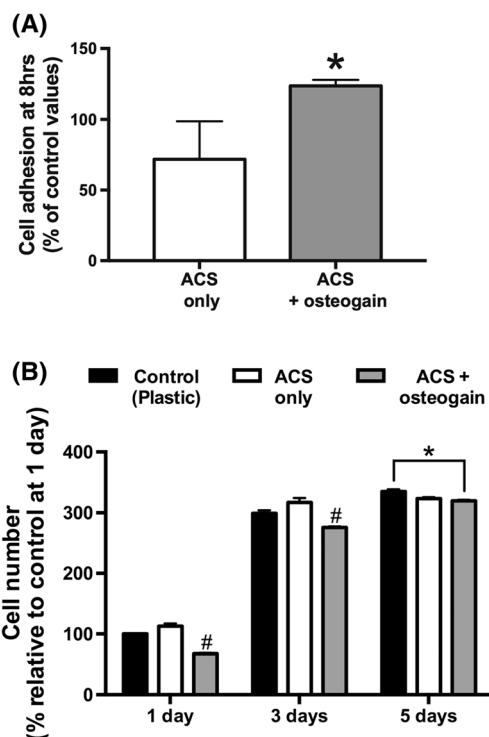 (A)
Cell adhesion at 8hrs
(% of control values)
150
100
50
0
*
ACS
only
ACS
+ osteogain
(B)
Control
(Plastic)
ACS
only
ACS +
osteogain
Cell number
(% relative to control at 1 day)
400
300
200
100
0
#
#
*
1 day
3 days
5 days